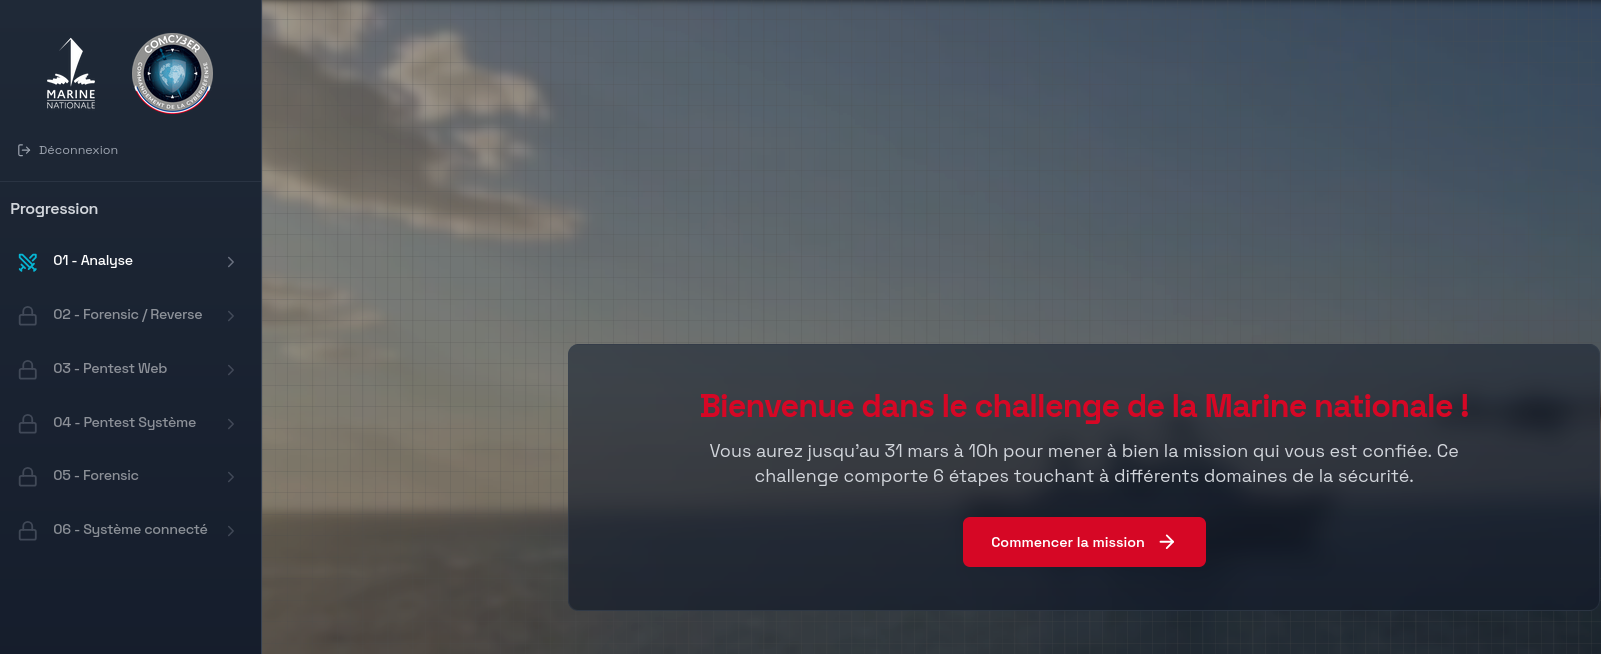 MARINE
NATIONALE
COMCYBER
COMMANDEMENT DE LA CYBERDÉFENSE
Déconnexion
Progression
01 - Analyse
02 - Forensic / Reverse
03 - Pentest Web
04 - Pentest Système
05 - Forensic
06 - Système connecté
Bienvenue dans le challenge de la Marine nationale !
Vous aurez jusqu'au 31 mars à 10h pour mener à bien la mission qui vous est confiée. Ce
challenge comporte 6 étapes touchant à différents domaines de la sécurité.
Commencer la mission